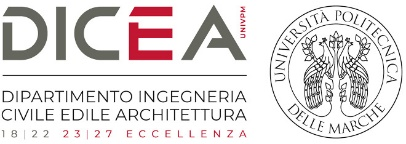 DICEA
UNIVPM
DIPARTIMENTO INGEGNERIA
CIVILE EDILE ARCHITETTURA
18|22 23|27 ECCELLENZA
UNIVERSITÀ POLITECNICA
DELLE MARCHE